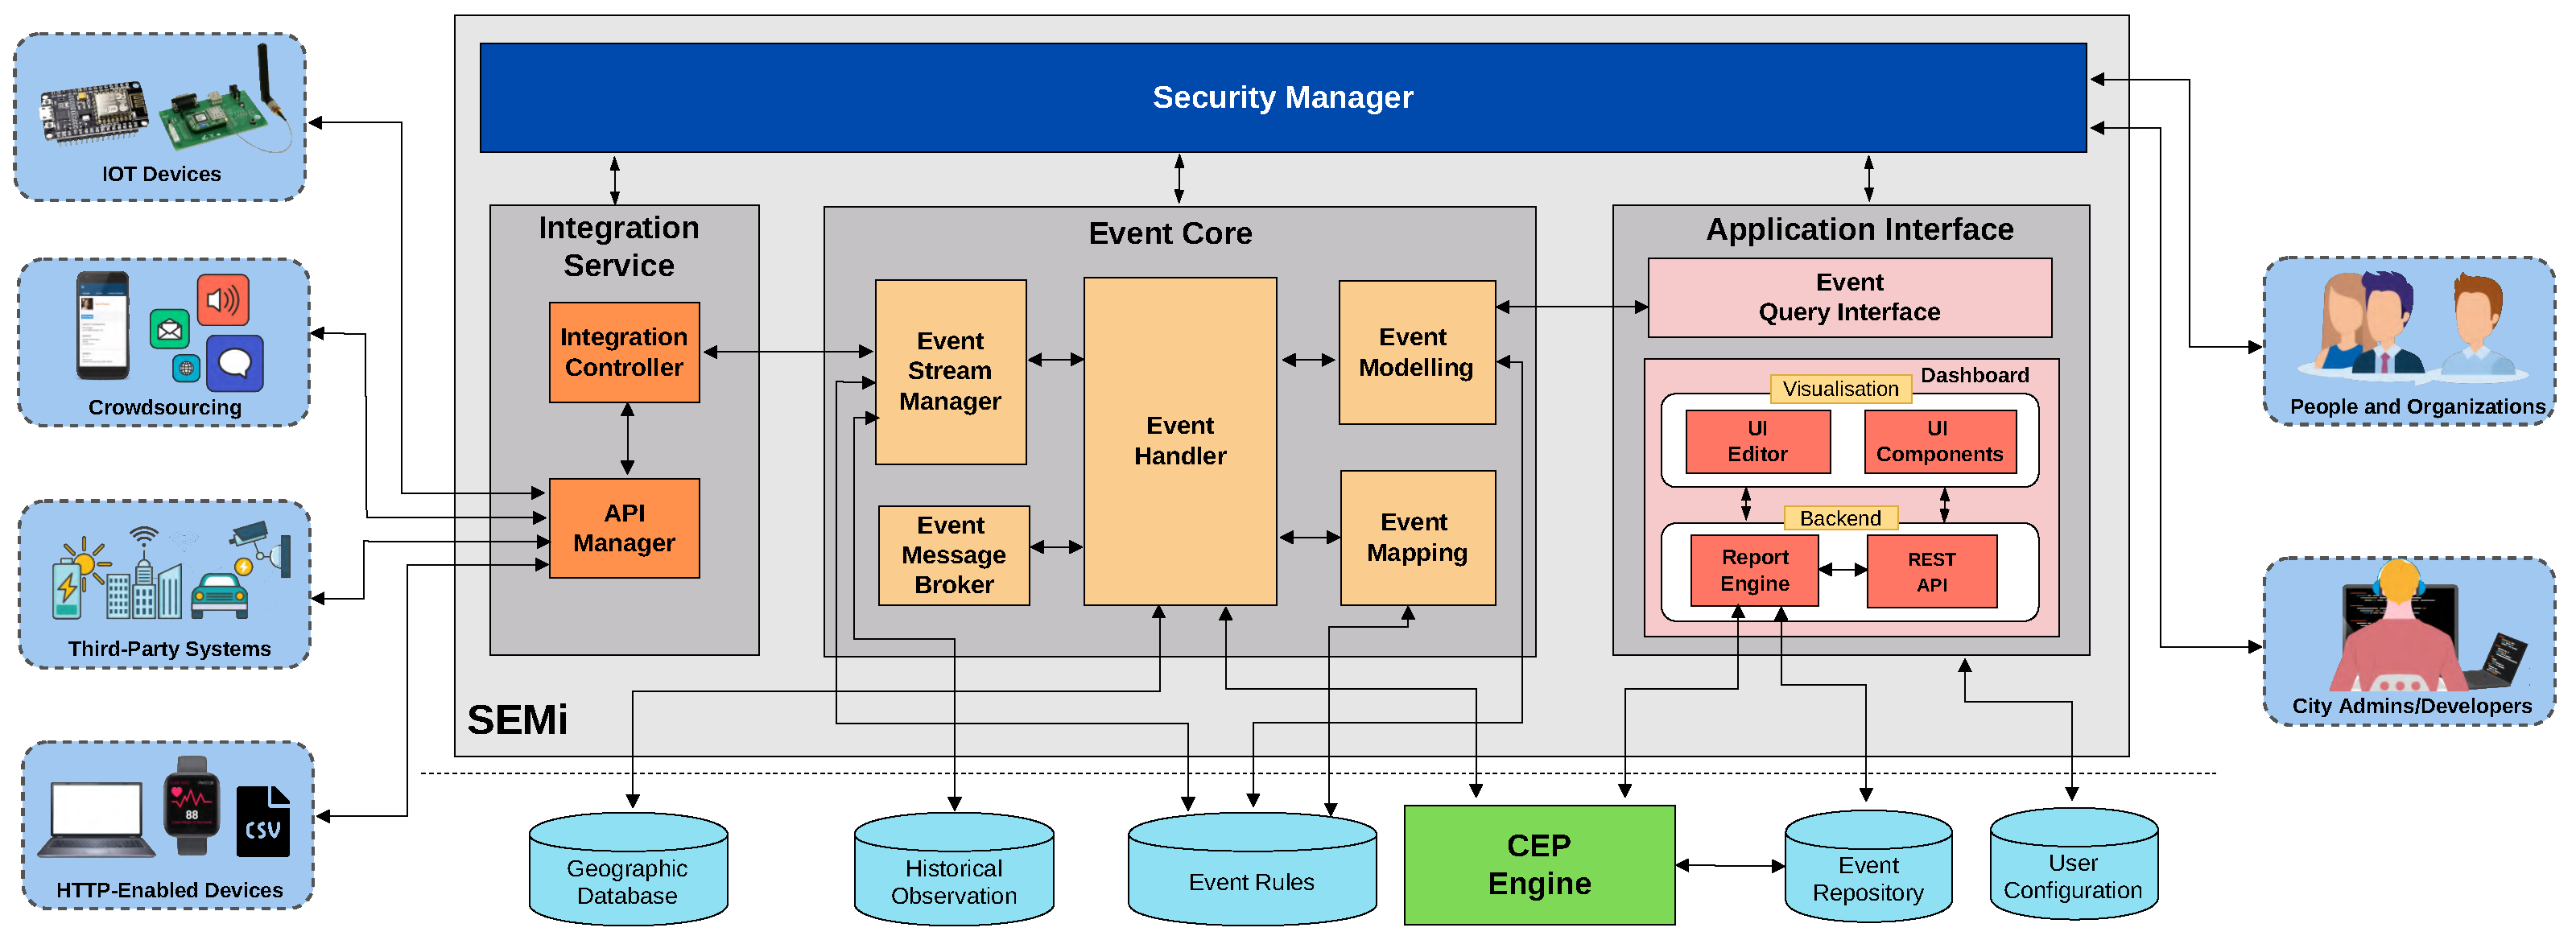 Security Manager
IOT Devices
Crowdsourcing
Third-Party Systems
88
CSV
HTTP-Enabled Devices
Integration
Service
Integration
Controller
API
Manager
SEMi
Event Core
Event
Stream
Manager
Event
Message
Broker
Event
Handler
Event
Modelling
Event
Mapping
Application Interface
Event
Query Interface
Dashboard
Visualisation
UI
Editor
UI
Components
Backend
Report
Engine
REST
API
People and Organizations
City Admins/Developers
Geographic
Database
Historical
Observation
Event Rules
CEP
Engine
Event
Repository
User
Configuration